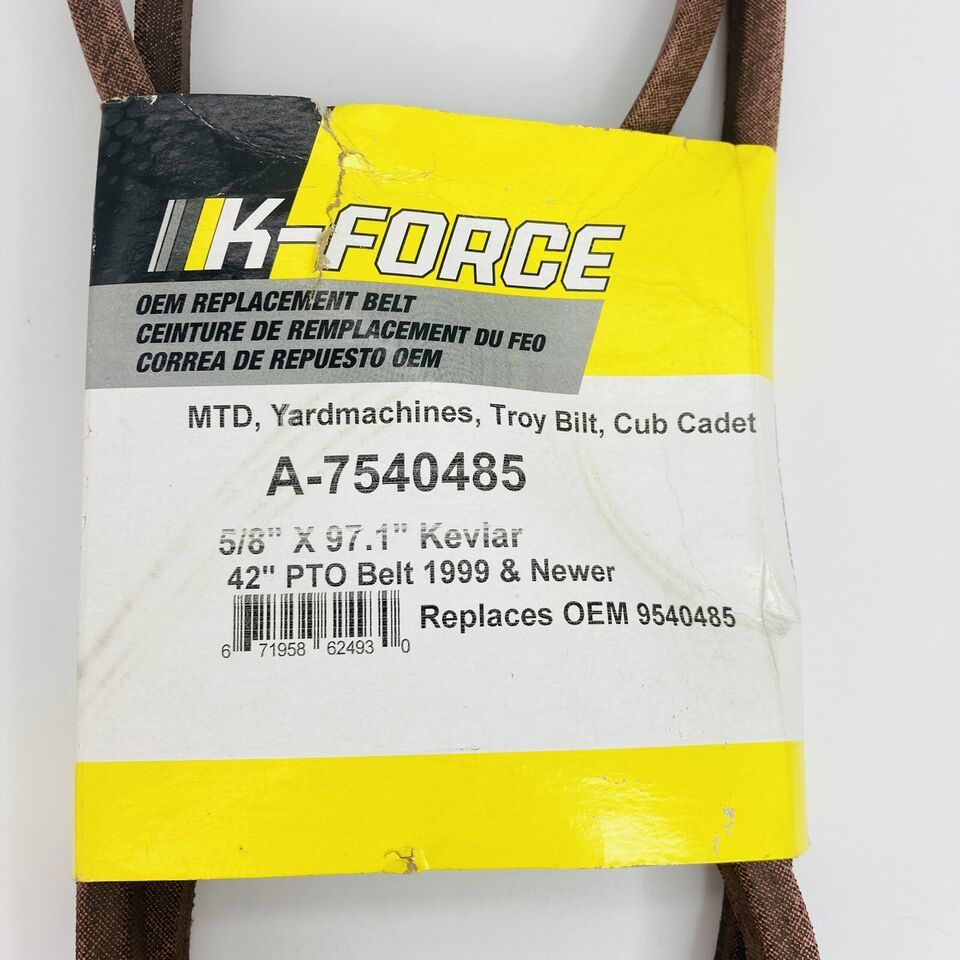 K-FORCE
OEM REPLACEMENT BELT
CEINTURE DE REMPLACEMENT DU FEO
CORREA DE REPUESTO OEM
MTD, Yardmachines, Troy Bilt, Cub Cadet
A-7540485
5/8" X 97.1" Kevlar
42" PTO Belt 1999 & Newer
Replaces OEM 9540485
6 71958 62493 0